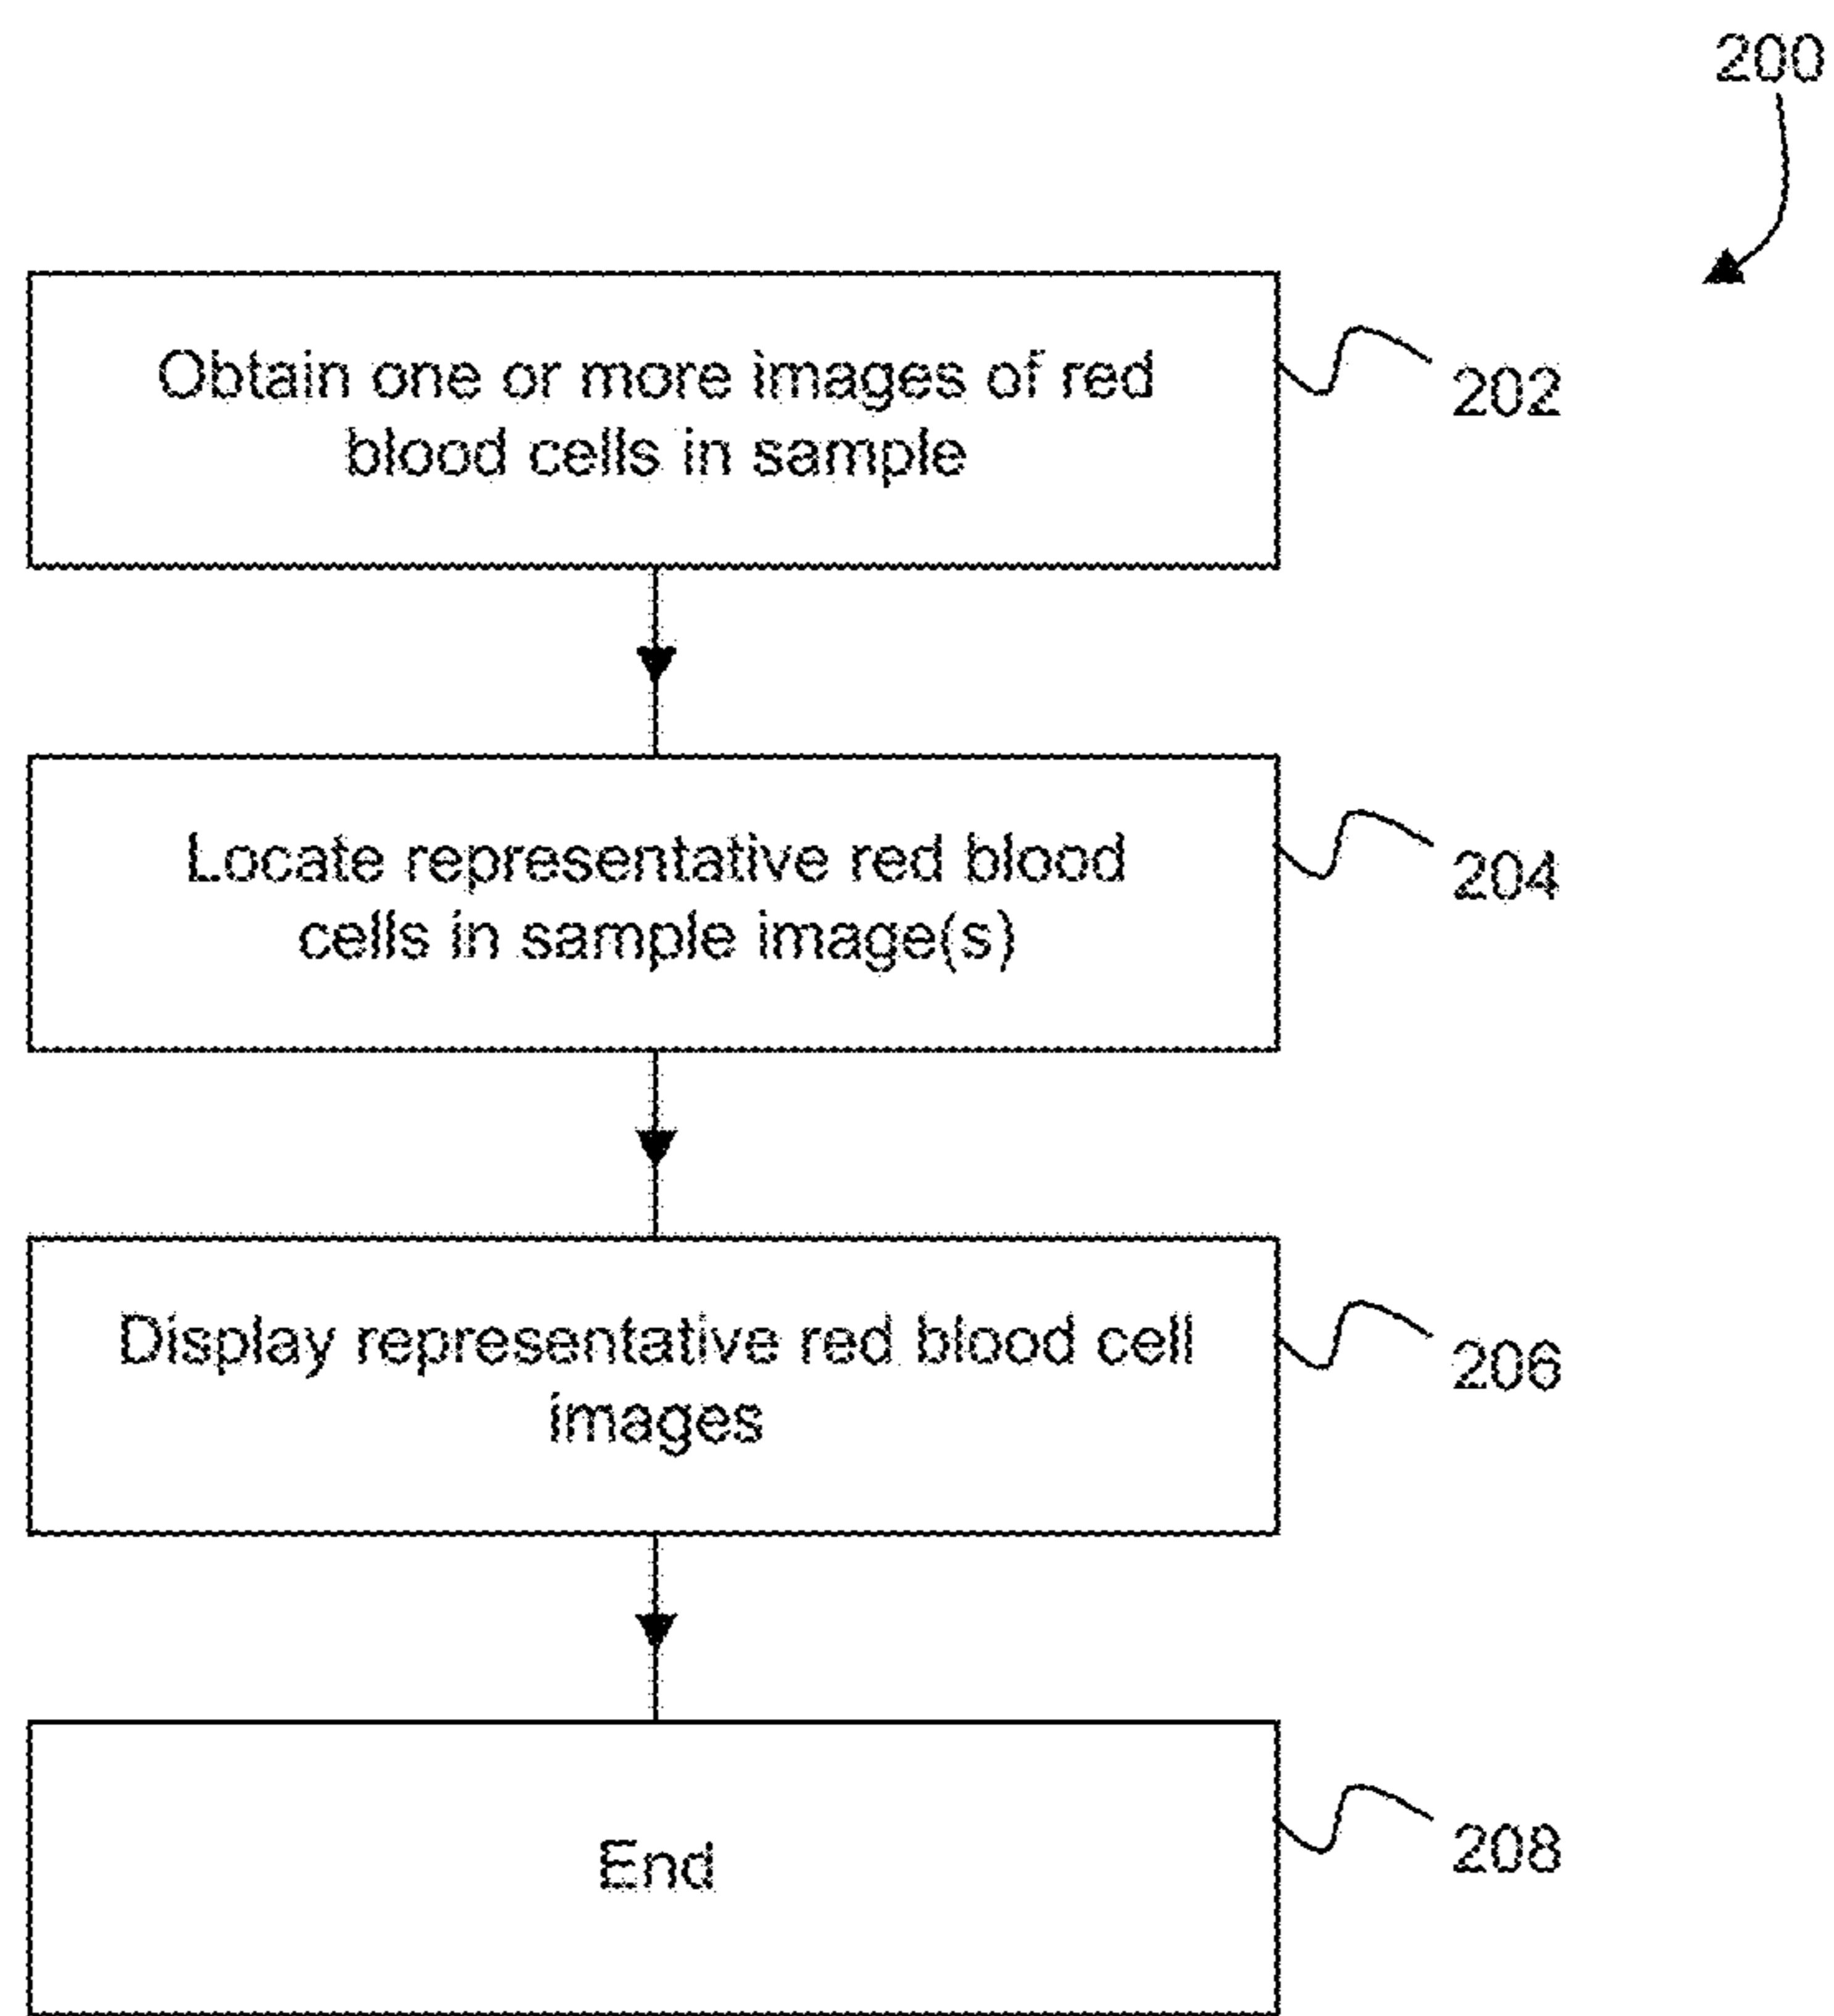 200
Obtain one or more images of red
blood cells in sample
202
Locate representative red blood
cells in sample image(s)
204
Display representative red blood cell
images
206
End
208